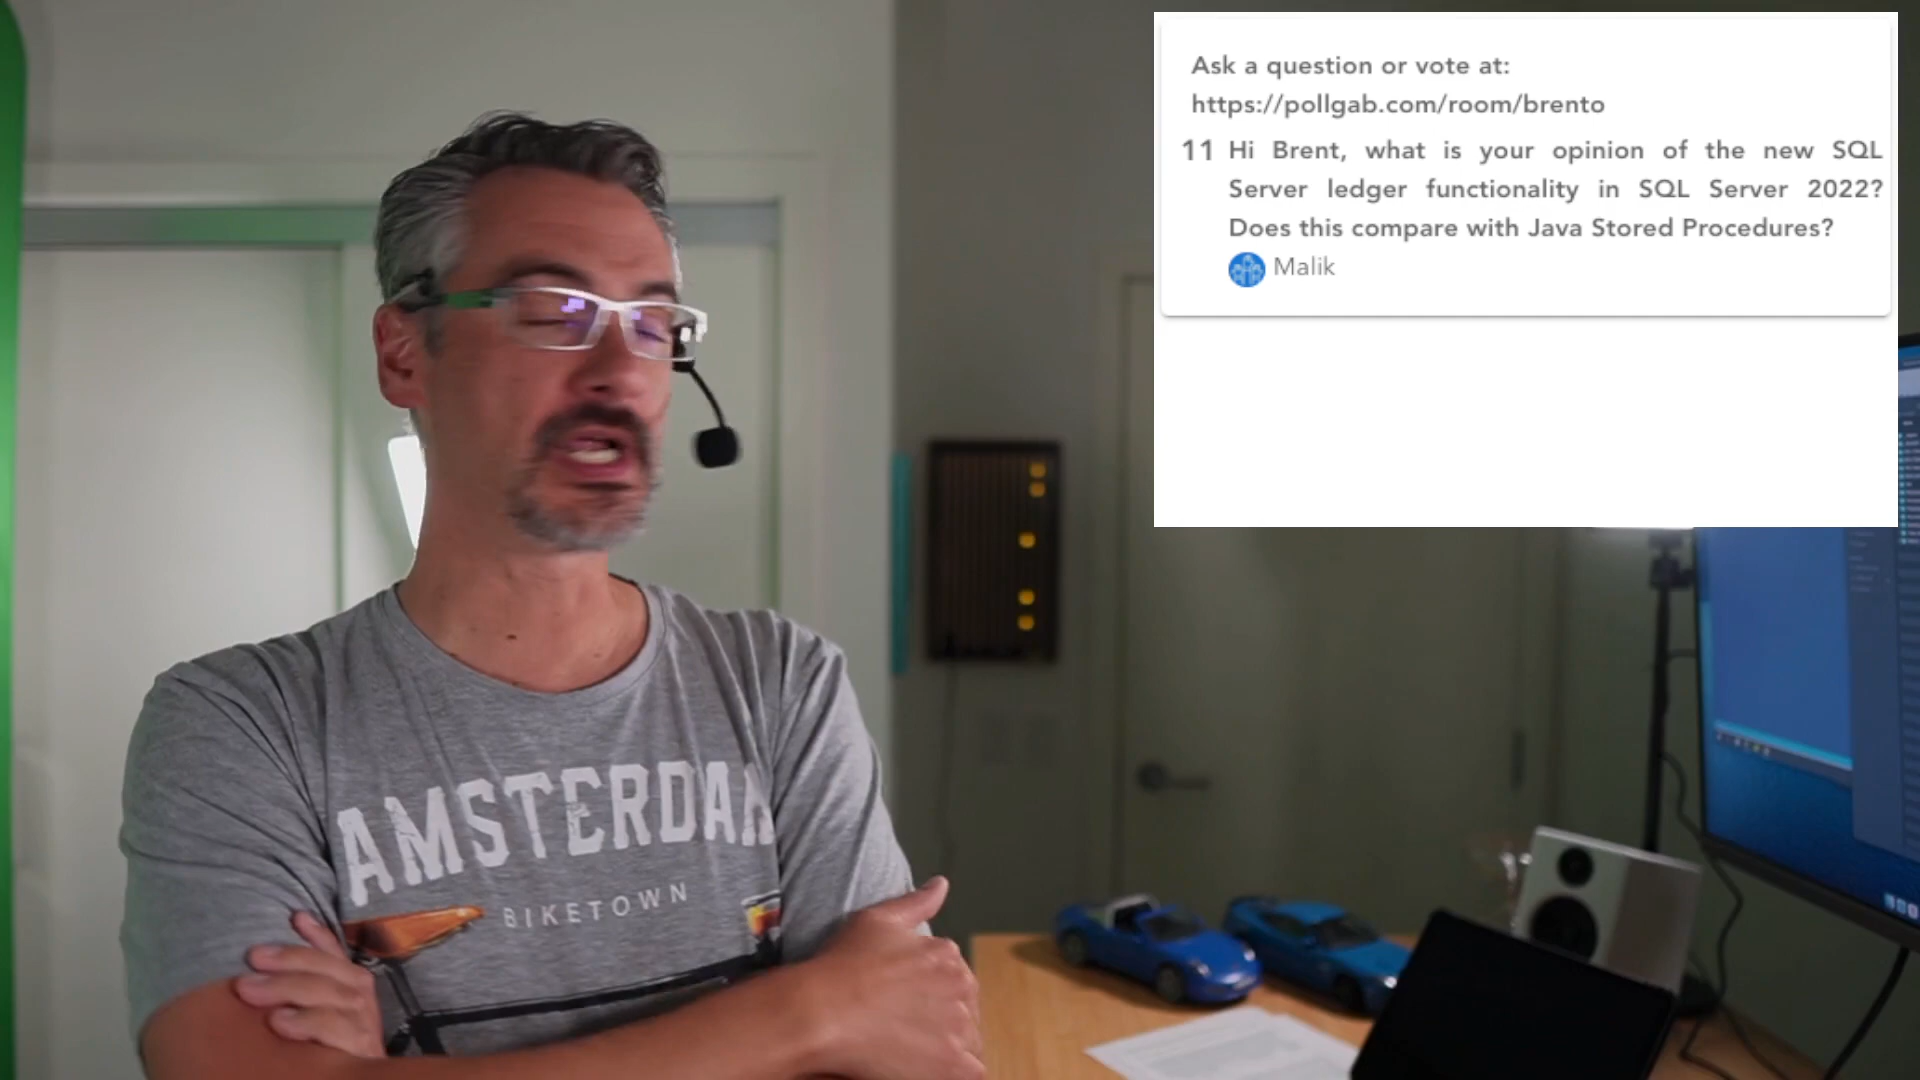 Ask a question or vote at:
https://pollgab.com/room/brento
11 Hi Brent, what is your opinion of the new SQL
Server ledger functionality in SQL Server 2022?
Does this compare with Java Stored Procedures?
Malik
AMSTERDAM
BIKETOWN